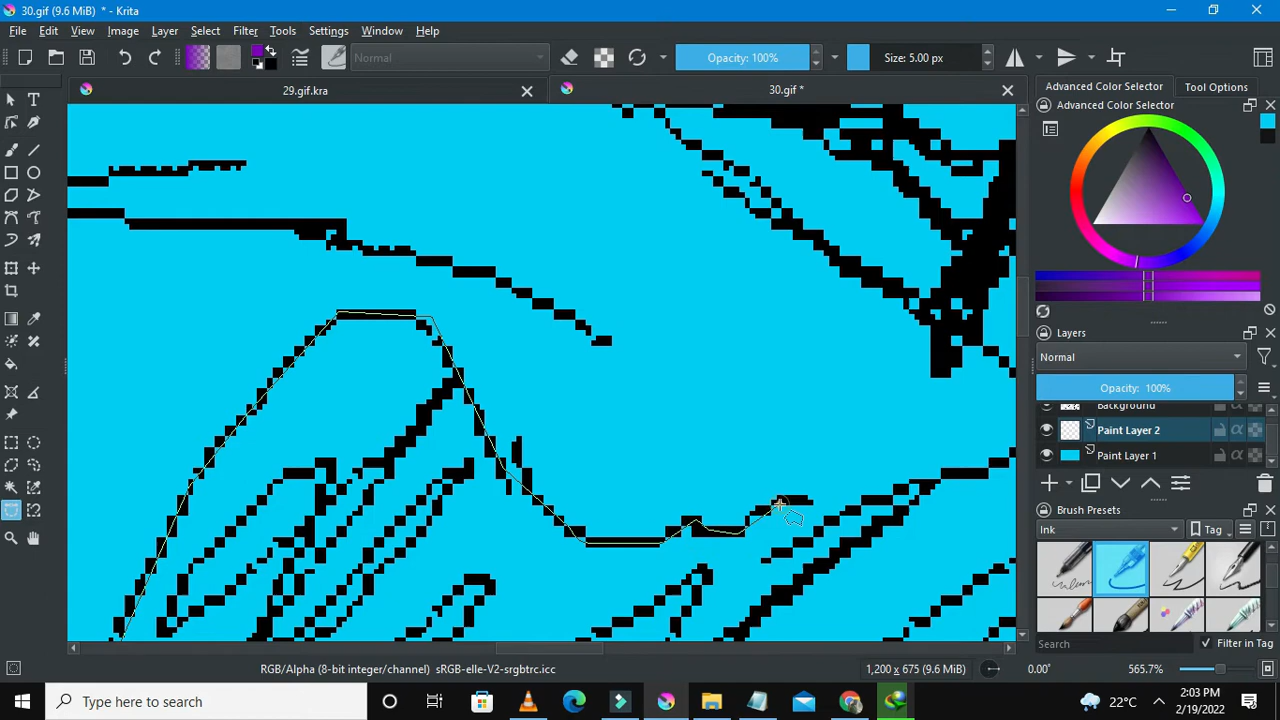 30.gif (9.6 MiB) * - Krita
File Edit View Image Layer Select Filter Tools Settings Window Help
Normal
Opacity: 100%
Size: 5.00 px
29.gif.kra
30.gif *
Advanced Color Selector
Tool Options
Advanced Color Selector
Layers
Normal
Opacity: 100%
Background
Paint Layer 2
Paint Layer 1
Brush Presets
Ink
Tag
Search
Filter in Tag
RGB/Alpha (8-bit integer/channel) sRGB-elle-V2-srgbtrc.icc
1,200 x 675 (9.6 MiB)
0.00°
565.7%
Type here to search
22°C
2:03 PM
2/19/2022